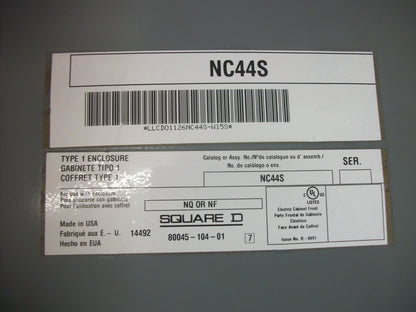 NC44S
*LLCD01126NC44S-W15S*
TYPE 1 ENCLOSURE
GABINETE TIPO 1
COFFRET TYPE 1
Catalog or Assy. No./Nº de catalogue ou d' assemb./
No. de catálogo o ens.
SER.
NC44S
For use with Enclosure
Para utilizarse con gabinete
Pour l'utilisation avec coffret
NQ OR NF
SQUARE D
Made in USA
Fabriqué aux É.-U. 14492
Hecho en EUA
80045-104-01
7
UL
LISTED
Electric Cabinet Front
Parte Frontal de Gabinete
Eléctrico
Face Avant de Coffret
Issue No. R-4091